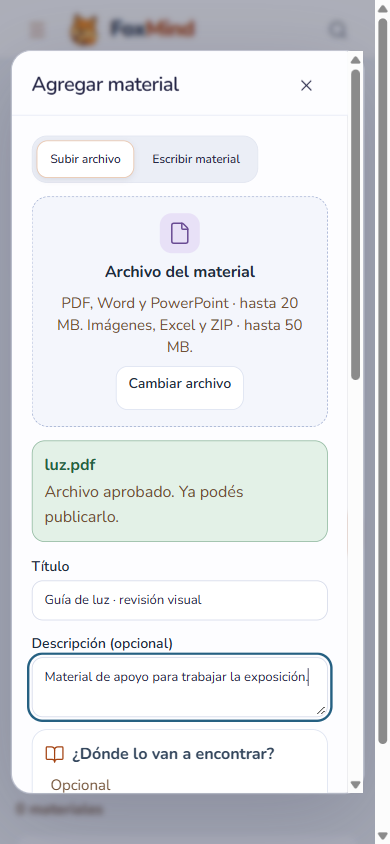 FoxMind
Agregar material
Subir archivo
Escribir material
Archivo del material
PDF, Word y PowerPoint · hasta 20
MB. Imágenes, Excel y ZIP · hasta 50
MB.
Cambiar archivo
luz.pdf
Archivo aprobado. Ya podés
publicarlo.
Título
Guía de luz · revisión visual
Descripción (opcional)
Material de apoyo para trabajar la exposición.
¿Dónde lo van a encontrar?
Opcional
0 materiales